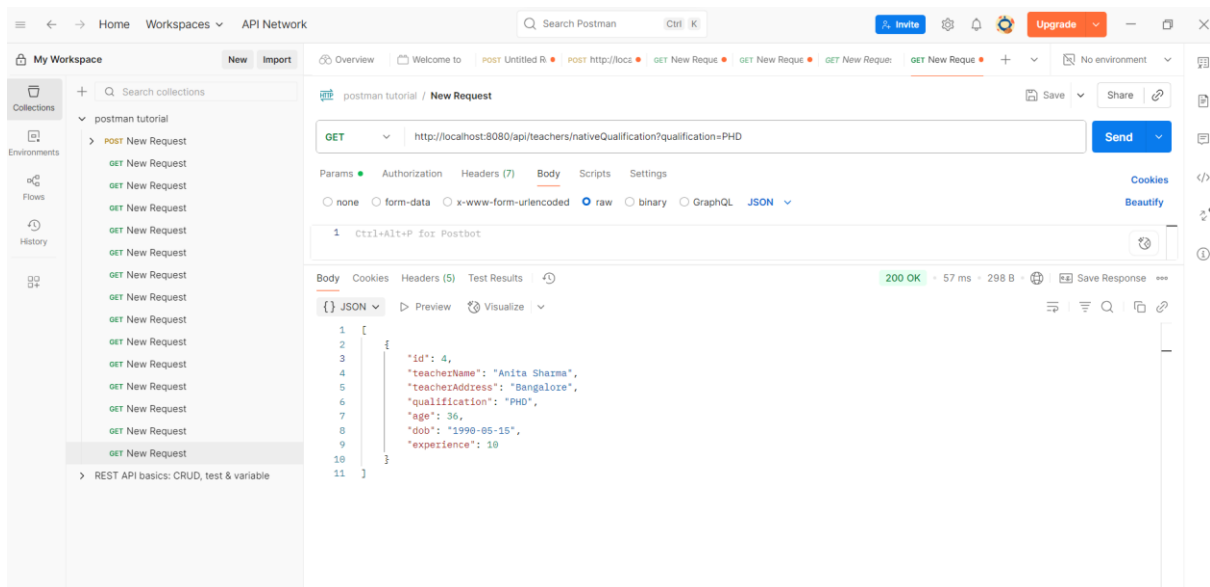 Home Workspaces API Network Search Postman Ctrl K Invite Upgrade
My Workspace New Import Overview Welcome to POST Untitled R POST http://loca GET New Reque GET New Reque GET New Reque GET New Reque No environment
Collections
Environments
Flows
History
Search collections
postman tutorial
POST New Request
GET New Request
GET New Request
GET New Request
GET New Request
GET New Request
GET New Request
GET New Request
GET New Request
GET New Request
GET New Request
GET New Request
GET New Request
GET New Request
GET New Request
REST API basics: CRUD, test & variable
HTTP postman tutorial / New Request Save Share
GET http://localhost:8080/api/teachers/nativeQualification?qualification=PHD Send
Params Authorization Headers (7) Body Scripts Settings Cookies
none form-data x-www-form-urlencoded raw binary GraphQL JSON Beautify
1 Ctrl+Alt+P for Postbot
Body Cookies Headers (5) Test Results 200 OK 57 ms 298 B Save Response
{} JSON Preview Visualize
1 [
2 {
3 "id": 4,
4 "teacherName": "Anita Sharma",
5 "teacherAddress": "Bangalore",
6 "qualification": "PHD",
7 "age": 36,
8 "dob": "1990-05-15",
9 "experience": 10
10 }
11 ]